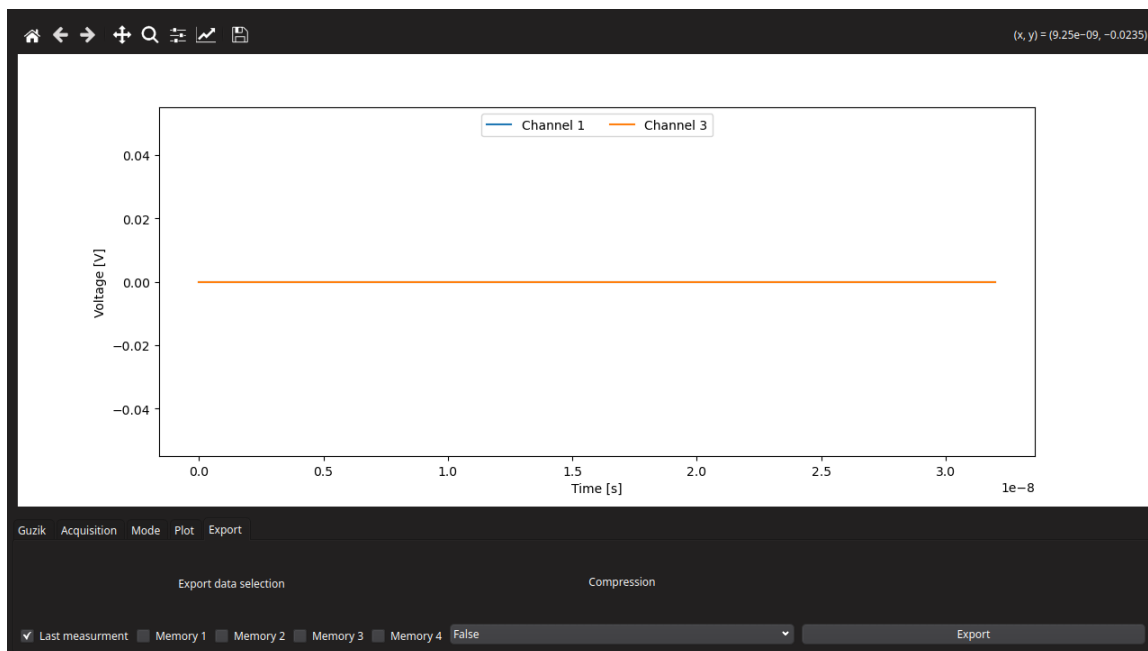 (x, y) = (9.25e−09, −0.0235)
Channel 1 Channel 3
0.04
0.02
0.00
−0.02
−0.04
Voltage [V]
0.0 0.5 1.0 1.5 2.0 2.5 3.0
Time [s]
1e−8
Guzik Acquisition Mode Plot Export
Export data selection Compression
Last measurment Memory 1 Memory 2 Memory 3 Memory 4 False Export